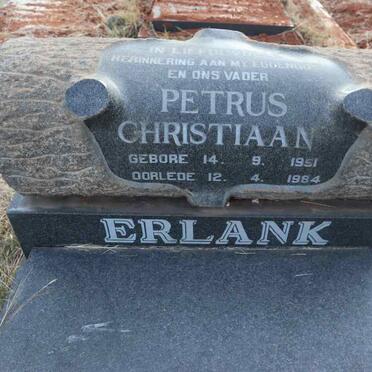 IN LIEFDEVOLLE
HERINNERING AAN MY EGGENOOT
EN ONS VADER
PETRUS
CHRISTIAAN
GEBORE 14. 9. 1951
OORLEDE 12. 4. 1984
ERLANK